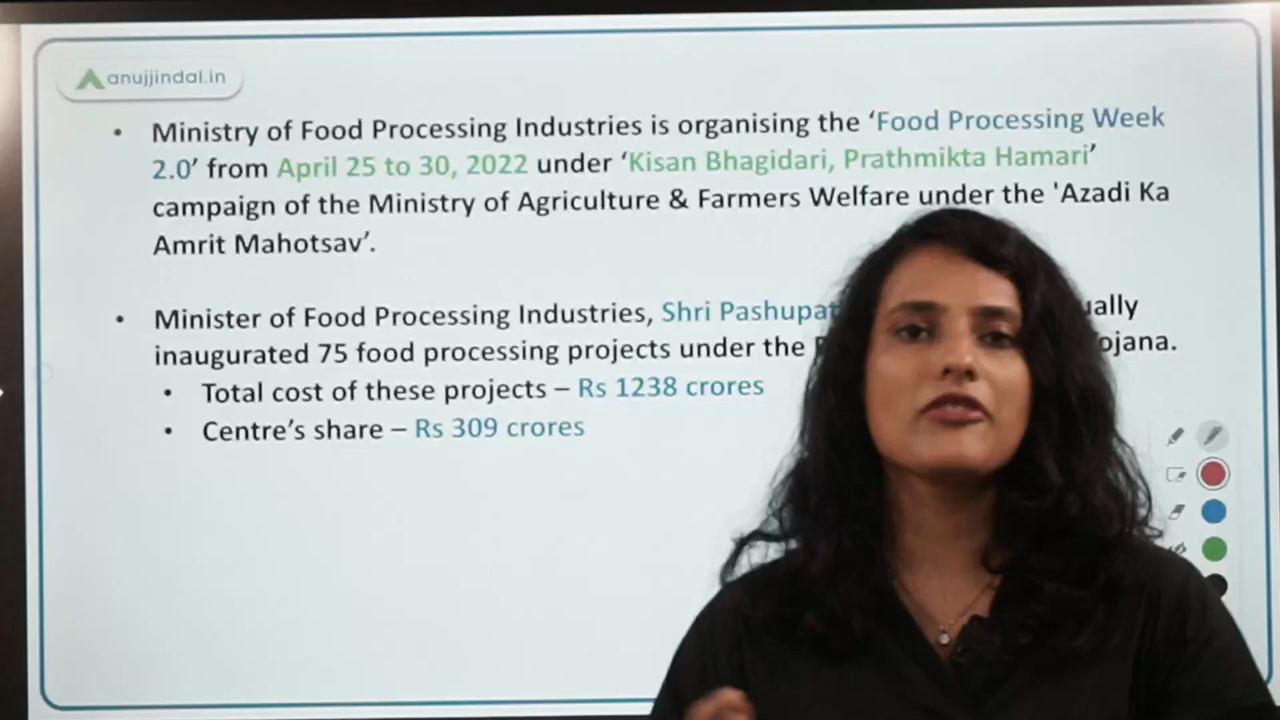 anujjindal.in
• Ministry of Food Processing Industries is organising the ‘Food Processing Week
2.0’ from April 25 to 30, 2022 under ‘Kisan Bhagidari, Prathmikta Hamari’
campaign of the Ministry of Agriculture & Farmers Welfare under the 'Azadi Ka
Amrit Mahotsav’.
• Minister of Food Processing Industries, Shri
inaugurated 75 food processing projects under the
• Total cost of these projects – Rs 1238 crores
• Centre’s share – Rs 309 crores